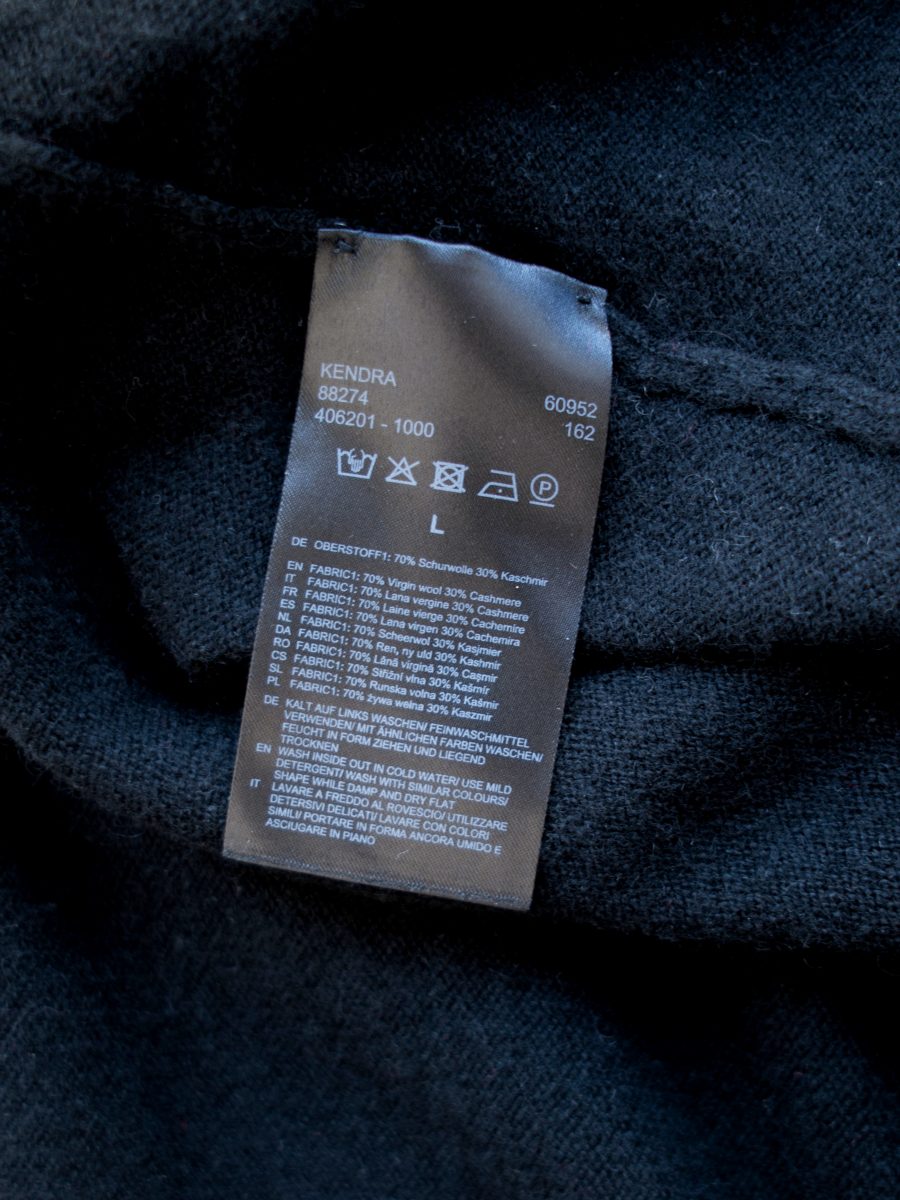 KENDRA
88274 60952
406201 - 1000 162
P
L
DE OBERSTOFF1: 70% Schurwolle 30% Kaschmir
EN FABRIC1: 70% Virgin wool 30% Cashmere
IT FABRIC1: 70% Lana vergine 30% Cashmere
FR FABRIC1: 70% Laine vierge 30% Cachemire
ES FABRIC1: 70% Lana virgen 30% Cachemira
NL FABRIC1: 70% Scheerwol 30% Kasjmier
DA FABRIC1: 70% Ren, ny uld 30% Kashmir
RO FABRIC1: 70% Lână virgină 30% Caşmir
CS FABRIC1: 70% Střižní vlna 30% Kašmír
SL FABRIC1: 70% Runska volna 30% Kašmir
PL FABRIC1: 70% żywa wełna 30% Kaszmir
DE KALT AUF LINKS WASCHEN/ FEINWASCHMITTEL
VERWENDEN/ MIT ÄHNLICHEN FARBEN WASCHEN/
FEUCHT IN FORM ZIEHEN UND LIEGEND
TROCKNEN
EN WASH INSIDE OUT IN COLD WATER/ USE MILD
DETERGENT/ WASH WITH SIMILAR COLOURS/
SHAPE WHILE DAMP AND DRY FLAT
IT LAVARE A FREDDO AL ROVESCIO/ UTILIZZARE
DETERSIVI DELICATI/ LAVARE CON COLORI
SIMILI/ PORTARE IN FORMA ANCORA UMIDO E
ASCIUGARE IN PIANO